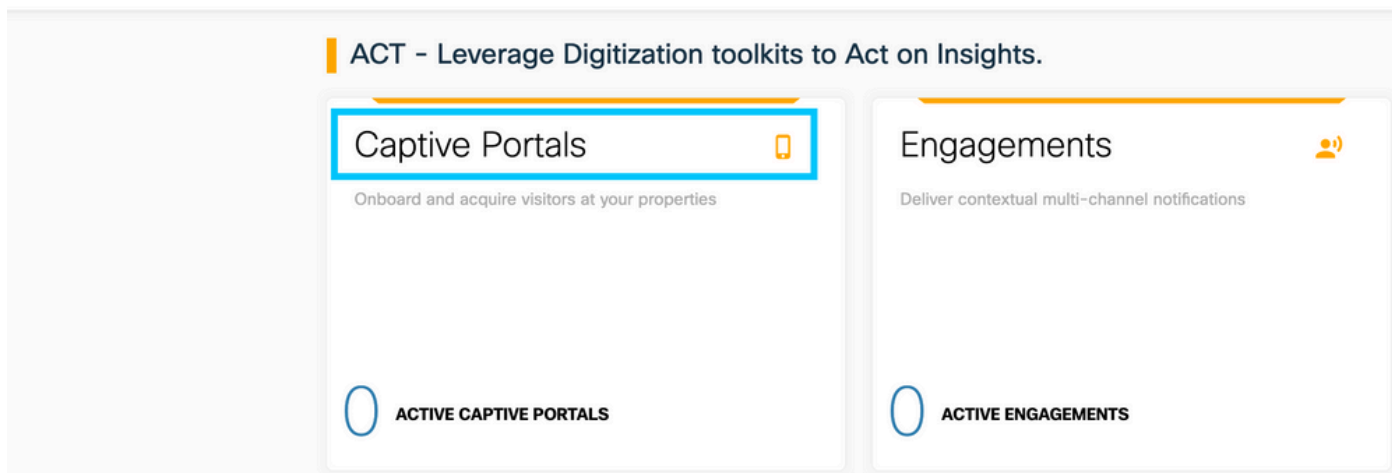 ACT - Leverage Digitization toolkits to Act on Insights.
Captive Portals
Onboard and acquire visitors at your properties
0 ACTIVE CAPTIVE PORTALS
Engagements
Deliver contextual multi-channel notifications
0 ACTIVE ENGAGEMENTS